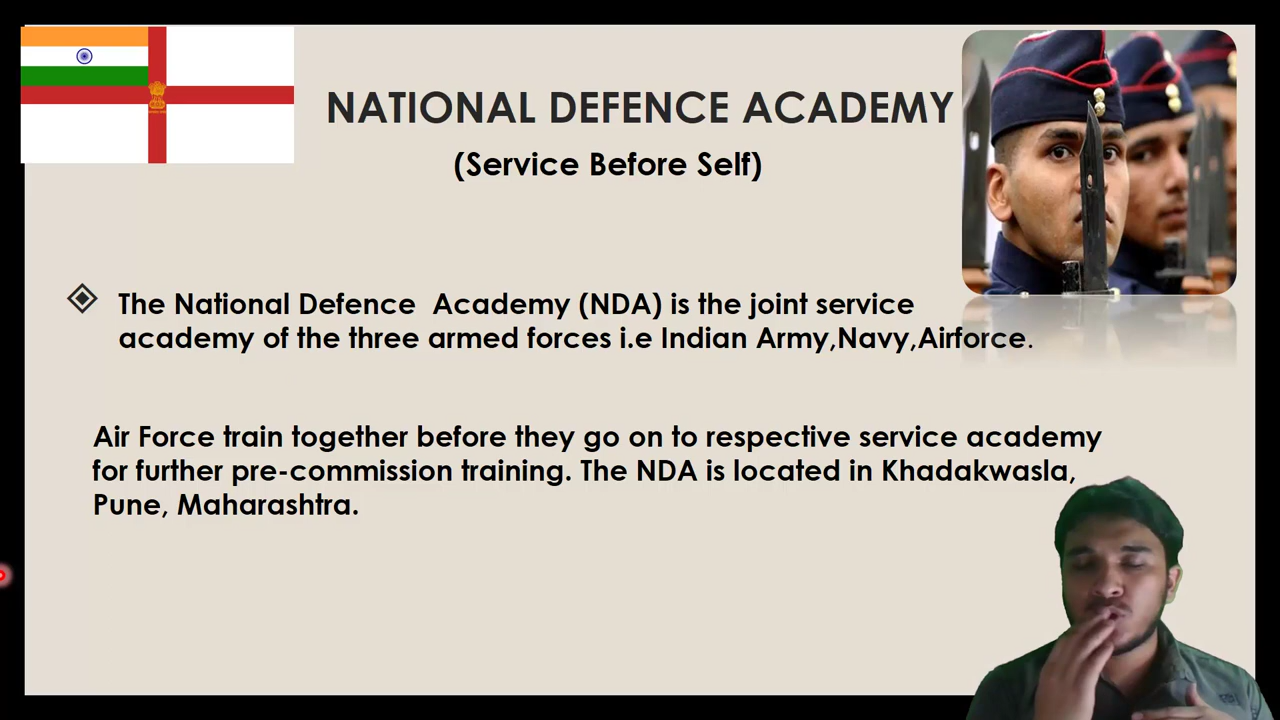 NATIONAL DEFENCE ACADEMY
(Service Before Self)
The National Defence Academy (NDA) is the joint service
academy of the three armed forces i.e Indian Army,Navy,Airforce.
Air Force train together before they go on to respective service academy
for further pre-commission training. The NDA is located in Khadakwasla,
Pune, Maharashtra.